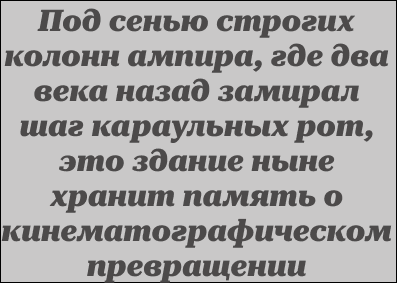 Под сенью строгих
колонн ампира, где два
века назад замирал
шаг караульных рот,
это здание ныне
хранит память о
кинематографическом
превращении